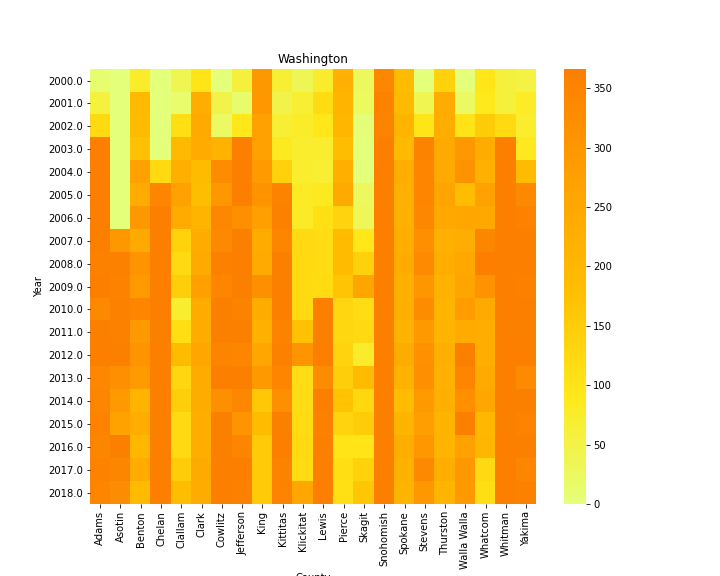 Washington
Year
2000.0
2001.0
2002.0
2003.0
2004.0
2005.0
2006.0
2007.0
2008.0
2009.0
2010.0
2011.0
2012.0
2013.0
2014.0
2015.0
2016.0
2017.0
2018.0
Adams
Asotin
Benton
Chelan
Clallam
Clark
Cowlitz
Jefferson
King
Kittitas
Klickitat
Lewis
Pierce
Skagit
Snohomish
Spokane
Stevens
Thurston
Walla Walla
Whatcom
Whitman
Yakima
County
350
300
250
200
150
100
50
0